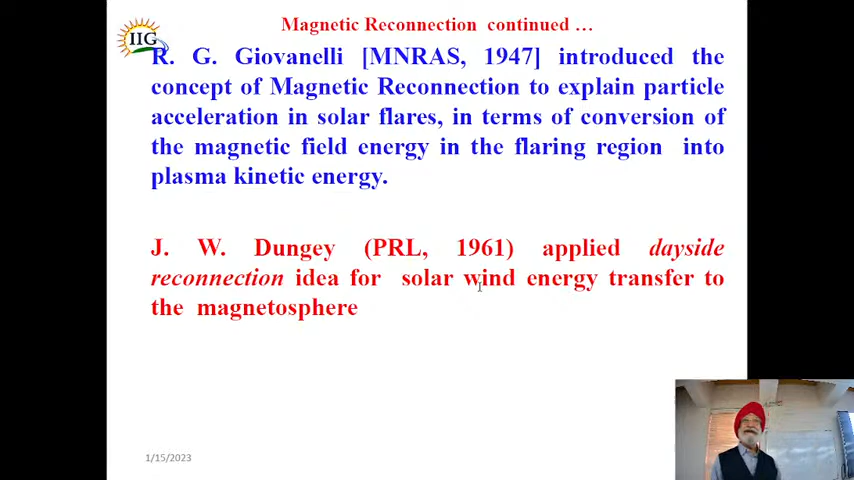 Magnetic Reconnection continued …
IIG
R. G. Giovanelli [MNRAS, 1947] introduced the
concept of Magnetic Reconnection to explain particle
acceleration in solar flares, in terms of conversion of
the magnetic field energy in the flaring region into
plasma kinetic energy.
J. W. Dungey (PRL, 1961) applied dayside
reconnection idea for solar wind energy transfer to
the magnetosphere
1/15/2023